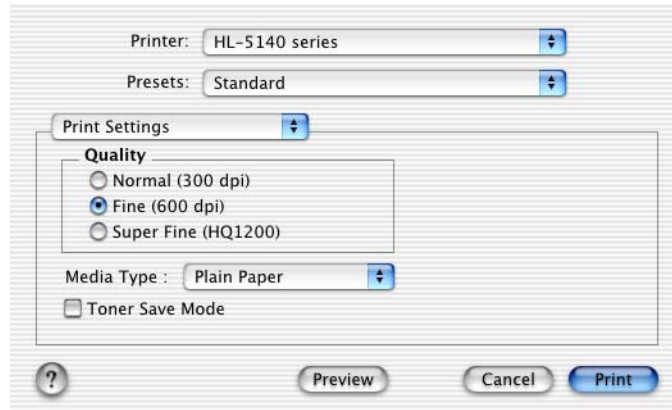 Printer: HL-5140 series
Presets: Standard
Print Settings
Quality
Normal (300 dpi)
Fine (600 dpi)
Super Fine (HQ1200)
Media Type : Plain Paper
Toner Save Mode
? Preview Cancel Print